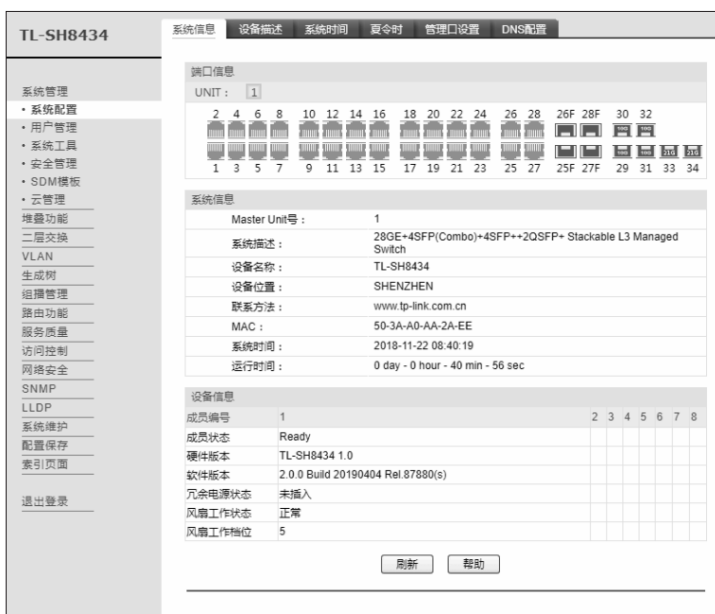 TL-SH8434
系统信息 设备描述 系统时间 夏令时 管理口设置 DNS配置
系统管理
• 系统配置
• 用户管理
• 系统工具
• 安全管理
• SDM模板
• 云管理
堆叠功能
二层交换
VLAN
生成树
组播管理
路由功能
服务质量
访问控制
网络安全
SNMP
LLDP
系统维护
配置保存
索引页面
退出登录
端口信息
UNIT： 1
2 4 6 8 10 12 14 16 18 20 22 24 26 28 26F 28F 30 32
10G 10G
10G 10G 21G 21G
1 3 5 7 9 11 13 15 17 19 21 23 25 27 25F 27F 29 31 33 34
系统信息
Master Unit号： 1
系统描述： 28GE+4SFP(Combo)+4SFP++2QSFP+ Stackable L3 Managed
Switch
设备名称： TL-SH8434
设备位置： SHENZHEN
联系方法： www.tp-link.com.cn
MAC： 50-3A-A0-AA-2A-EE
系统时间： 2018-11-22 08:40:19
运行时间： 0 day - 0 hour - 40 min - 56 sec
设备信息
成员编号 1 2 3 4 5 6 7 8
成员状态 Ready
硬件版本 TL-SH8434 1.0
软件版本 2.0.0 Build 20190404 Rel.87880(s)
冗余电源状态 未插入
风扇工作状态 正常
风扇工作档位 5
刷新 帮助